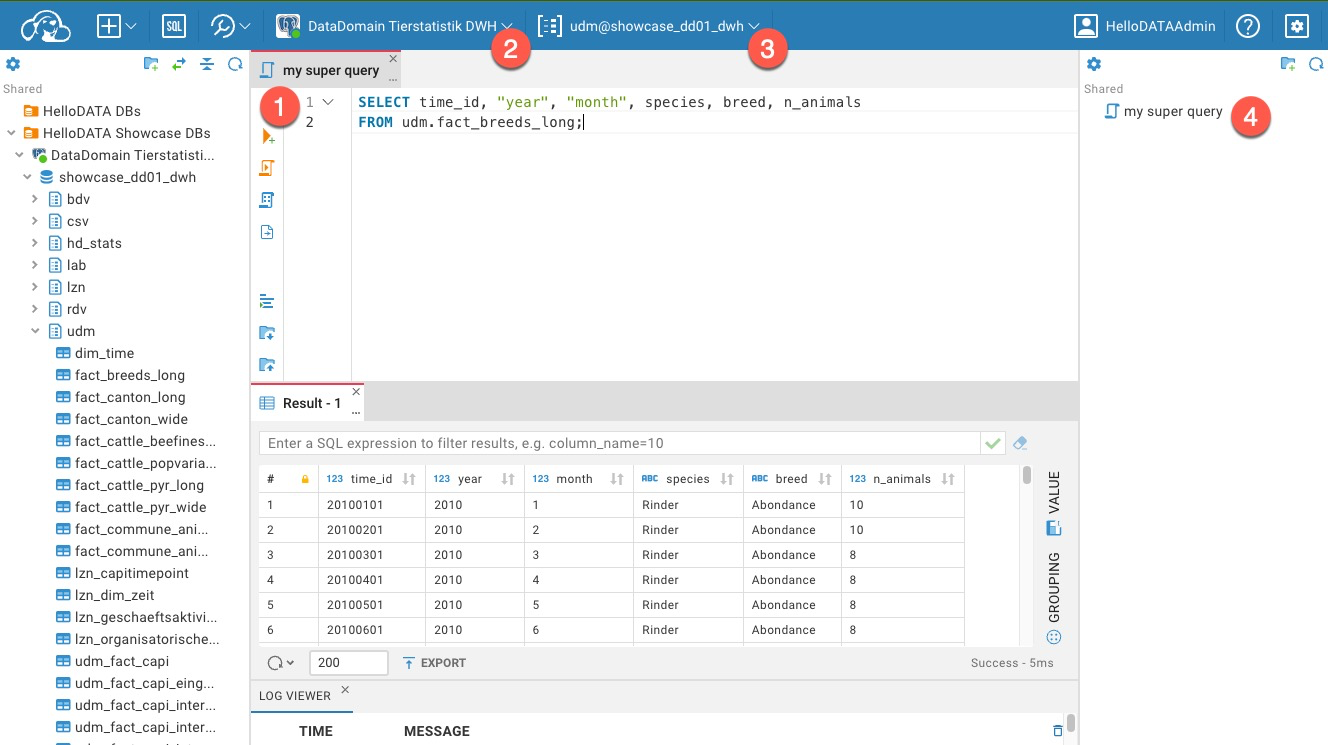 SQL
DataDomain Tierstatistik DWH
udm@showcase_dd01_dwh
HelloDATAAdmin
2
3
my super query
...
Shared
HelloDATA DBs
HelloDATA Showcase DBs
DataDomain Tierstatisti...
showcase_dd01_dwh
bdv
csv
hd_stats
lab
lzn
rdv
udm
dim_time
fact_breeds_long
fact_canton_long
fact_canton_wide
fact_cattle_beefines...
fact_cattle_popvaria...
fact_cattle_pyr_long
fact_cattle_pyr_wide
fact_commune_ani...
fact_commune_ani...
lzn_capitimepoint
lzn_dim_zeit
lzn_geschaeftsaktivi...
lzn_organisatorische...
udm_fact_capi
udm_fact_capi_eing...
udm_fact_capi_inter...
udm_fact_capi_inter...
1
1 SELECT time_id, "year", "month", species, breed, n_animals
2 FROM udm.fact_breeds_long;
Shared
my super query
4
Result - 1
...
Enter a SQL expression to filter results, e.g. column_name=10
# 123 time_id 123 year 123 month ABC species ABC breed 123 n_animals
1 20100101 2010 1 Rinder Abondance 10
2 20100201 2010 2 Rinder Abondance 10
3 20100301 2010 3 Rinder Abondance 8
4 20100401 2010 4 Rinder Abondance 8
5 20100501 2010 5 Rinder Abondance 8
6 20100601 2010 6 Rinder Abondance 8
VALUE
GROUPING
200 EXPORT Success - 5ms
LOG VIEWER
TIME MESSAGE